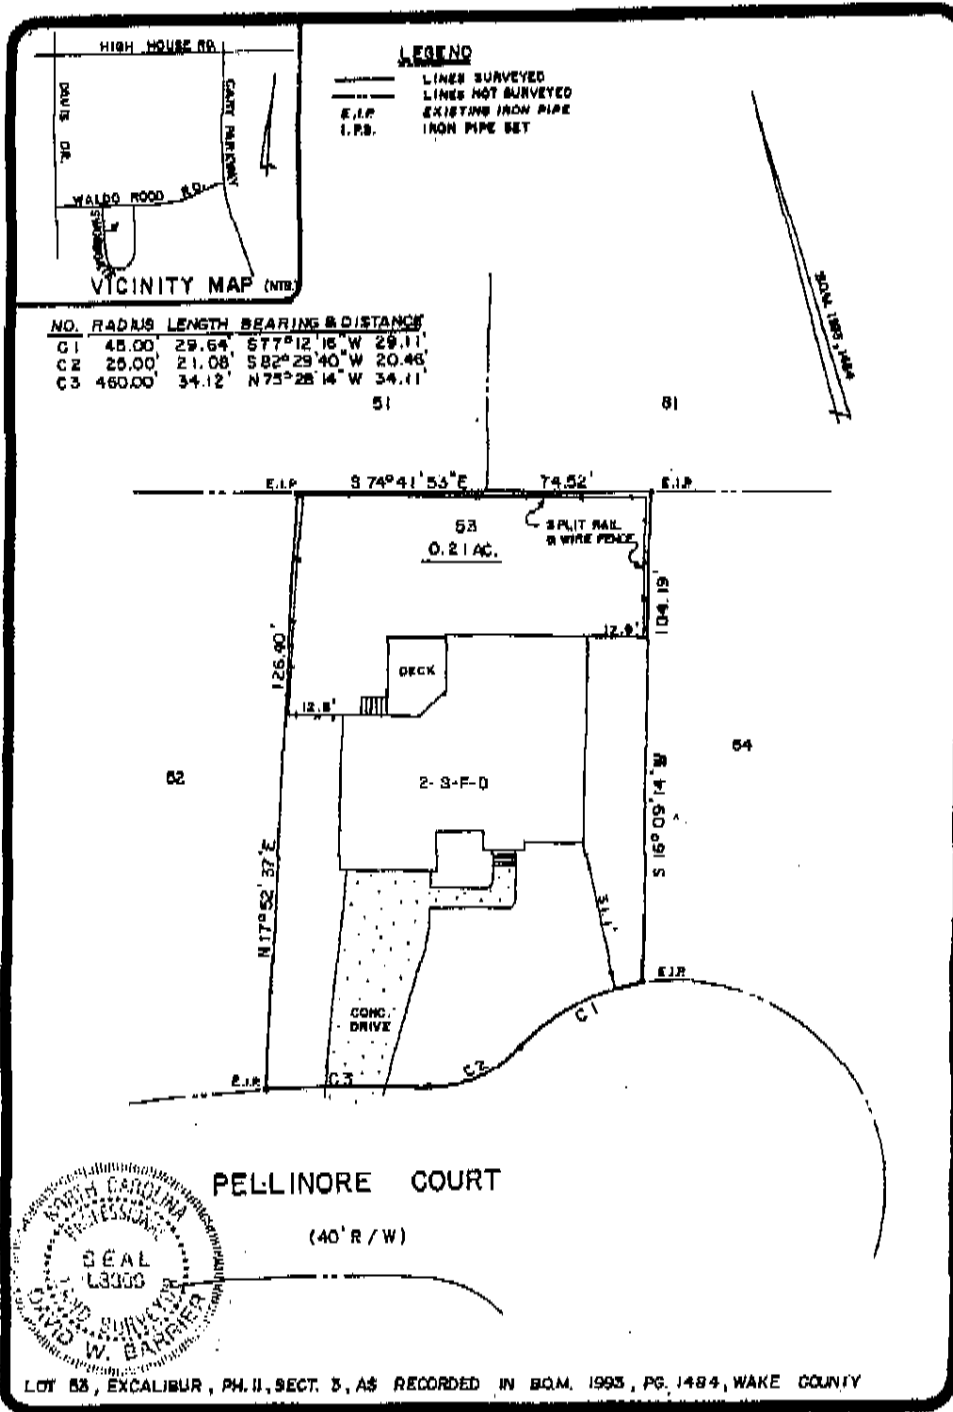 HIGH HOUSE RD.
DAVIS DR.
CARY PARKWAY
WALDO ROOD RD.
VICINITY MAP (NTS)
LEGEND
LINES SURVEYED
LINES NOT SURVEYED
E.I.P. EXISTING IRON PIPE
I.P.S. IRON PIPE SET
B.O.M. 1993, 1484
NO. RADIUS LENGTH BEARING & DISTANCE
C1 45.00' 29.64' S77°12'16"W 29.11'
C2 25.00' 21.08' S82°29'40"W 20.46'
C3 460.00' 34.12' N75°28'14"W 34.11'
51
81
E.I.P. S 74°41'53"E 74.52' E.I.P.
53
0.21 AC.
SPLIT RAIL
& WIRE FENCE
126.40'
104.19'
12.9'
DECK
12.8'
52
54
2-S-F-D
N 17°52'37"E
S 16°09'14"W
31.1'
E.I.P.
CONC.
DRIVE
C1
C2
C3
E.I.P.
PELLINORE COURT
(40' R/W)
NORTH CAROLINA
PROFESSIONAL
SEAL
LAND SURVEYOR
DAVID W. BARRIER
LOT 53, EXCALIBUR, PH. II, SECT. 3, AS RECORDED IN B.O.M. 1993, PG. 1484, WAKE COUNTY